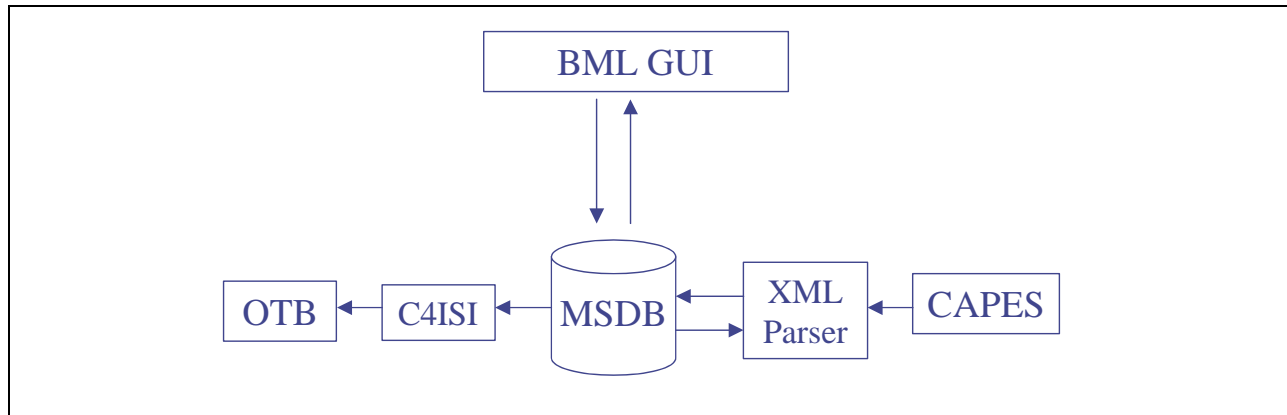 BML GUI
OTB
C4ISI
MSDB
XML
Parser
CAPES